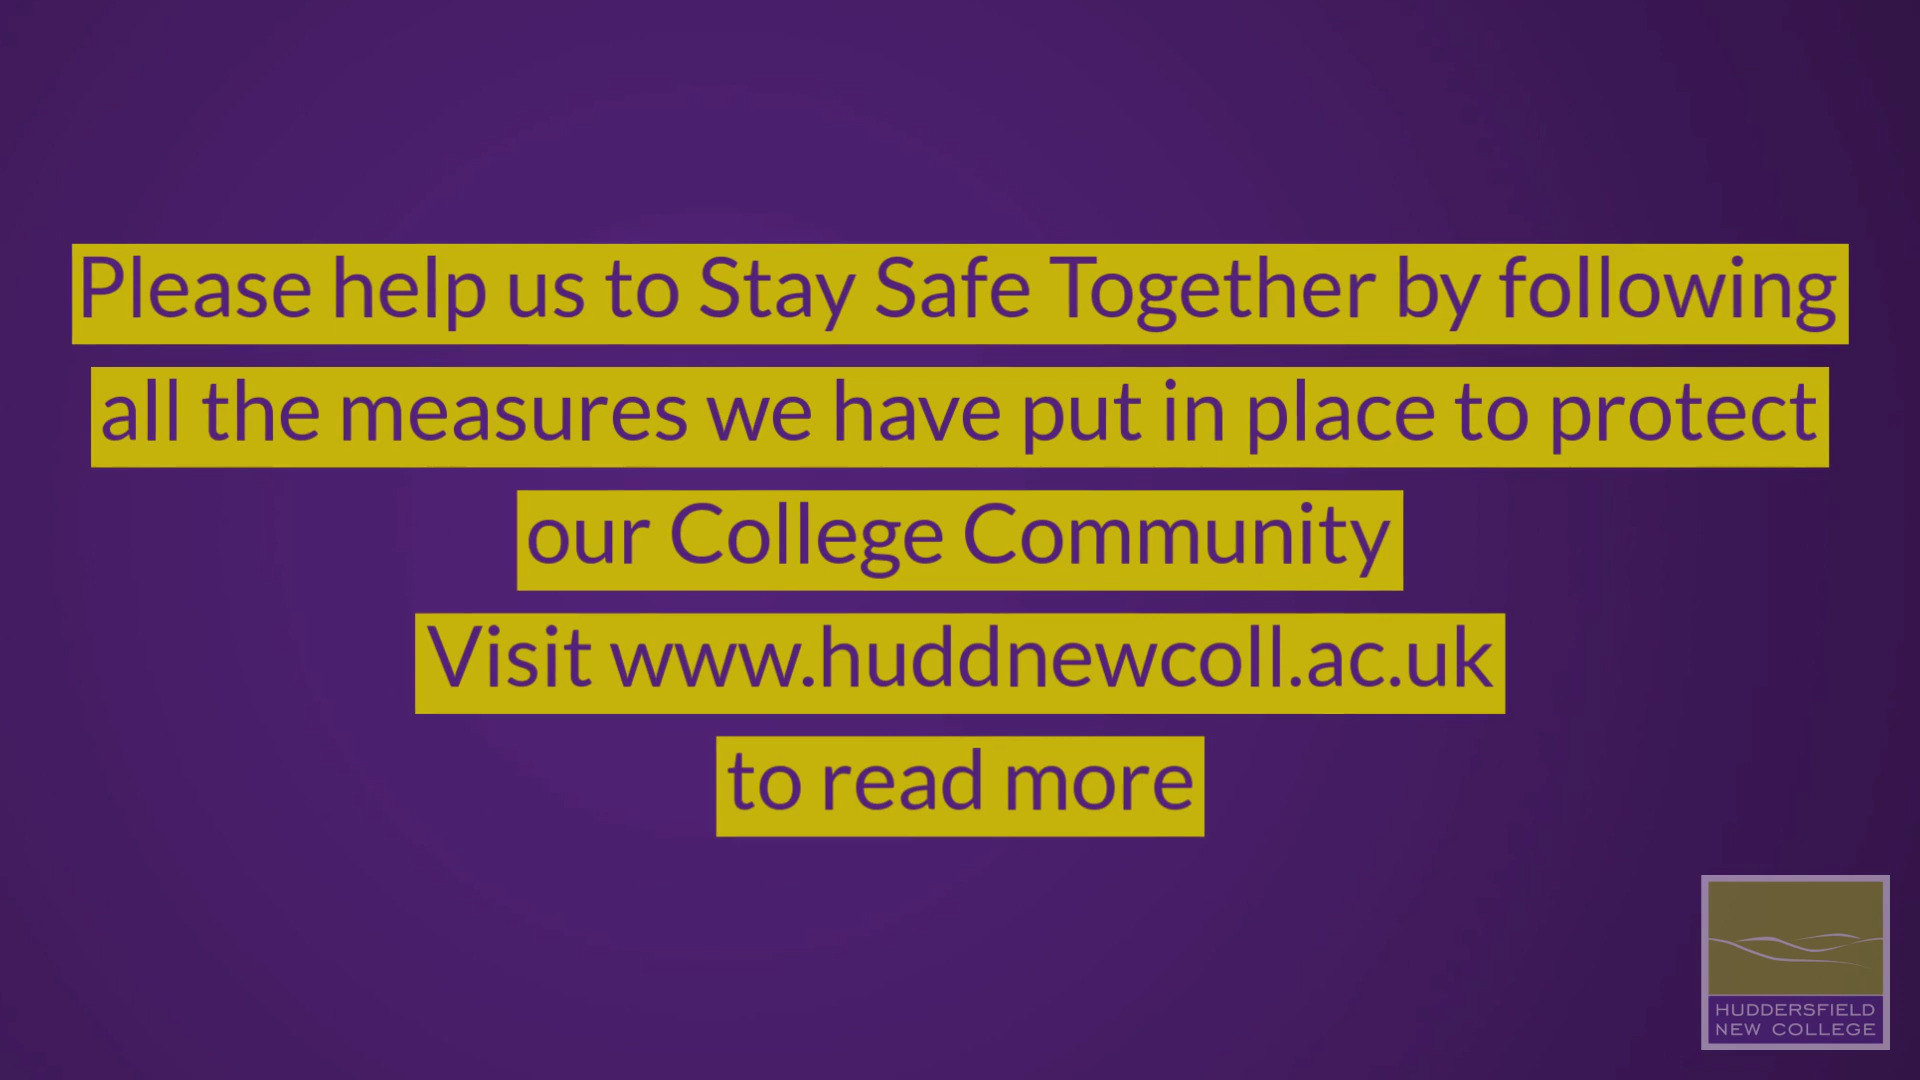 Please help us to Stay Safe Together by following
all the measures we have put in place to protect
our College Community
Visit www.huddnewcoll.ac.uk
to read more
HUDDERSFIELD
NEW COLLEGE